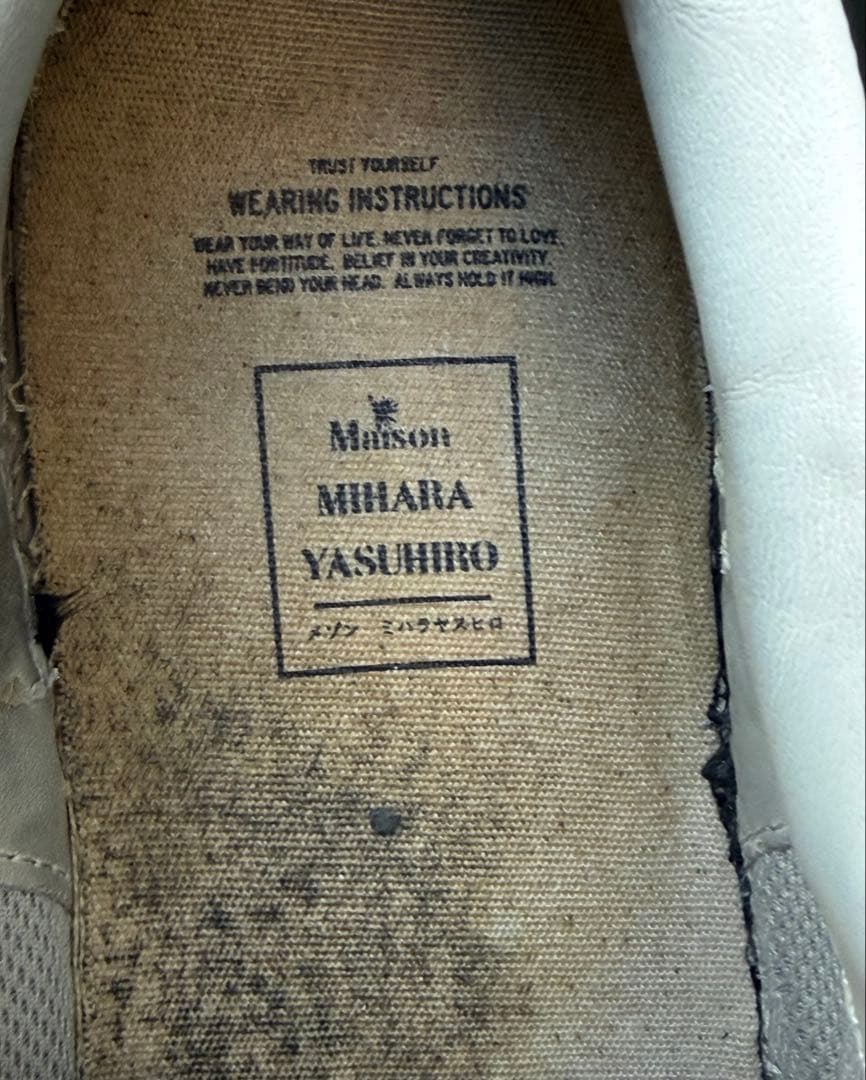 TRUST YOURSELF
WEARING INSTRUCTIONS
WEAR YOUR WAY OF LIFE. NEVER FORGET TO LOVE.
HAVE FORTITUDE. BELIEF IN YOUR CREATIVITY.
NEVER BEND YOUR HEAD. ALWAYS HOLD IT HIGH.
Maison
MIHARA
YASUHIRO
メゾン ミハラヤスヒロ